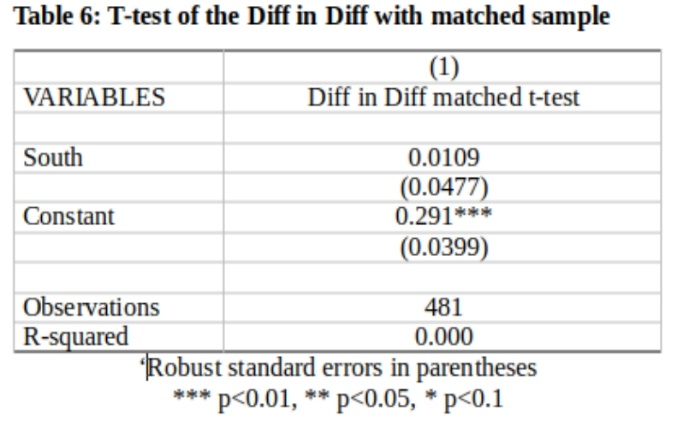 Table 6: T-test of the Diff in Diff with matched sample
(1)
VARIABLES Diff in Diff matched t-test
South 0.0109
(0.0477)
Constant 0.291***
(0.0399)
Observations 481
R-squared 0.000
‘Robust standard errors in parentheses
*** p<0.01, ** p<0.05, * p<0.1